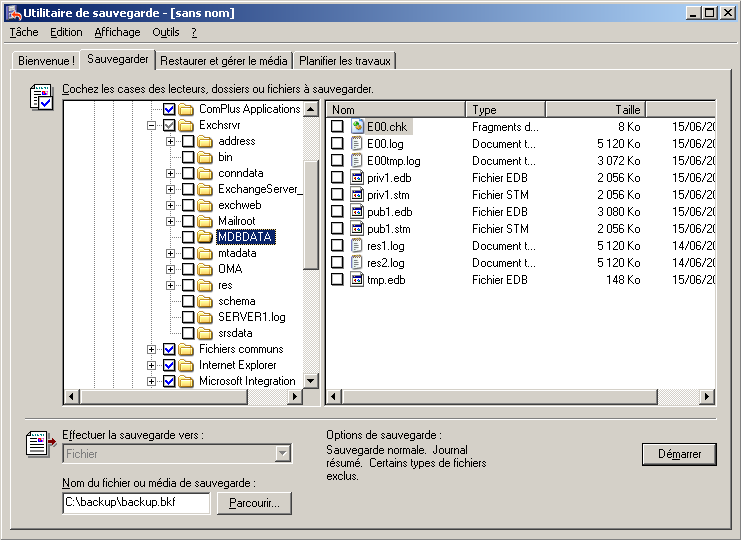 Utilitaire de sauvegarde - [sans nom]
Tâche Edition Affichage Outils ?
Bienvenue ! Sauvegarder Restaurer et gérer le média Planifier les travaux
Cochez les cases des lecteurs, dossiers ou fichiers à sauvegarder.
ComPlus Applications
Exchsrvr
address
bin
conndata
ExchangeServer_
exchweb
Mailroot
MDBDATA
mtadata
OMA
res
schema
SERVER1.log
srsdata
Fichiers communs
Internet Explorer
Microsoft Integration
Nom Type Taille
E00.chk Fragments d... 8 Ko 15/06/20
E00.log Document t... 5 120 Ko 15/06/20
E00tmp.log Document t... 3 072 Ko 15/06/20
priv1.edb Fichier EDB 2 056 Ko 15/06/20
priv1.stm Fichier STM 2 056 Ko 15/06/20
pub1.edb Fichier EDB 3 080 Ko 15/06/20
pub1.stm Fichier STM 2 056 Ko 15/06/20
res1.log Document t... 5 120 Ko 14/06/20
res2.log Document t... 5 120 Ko 14/06/20
tmp.edb Fichier EDB 148 Ko 15/06/20
Effectuer la sauvegarde vers :
Fichier
Nom du fichier ou média de sauvegarde :
C:\backup\backup.bkf Parcourir...
Options de sauvegarde :
Sauvegarde normale. Journal
résumé. Certains types de fichiers
exclus.
Démarrer